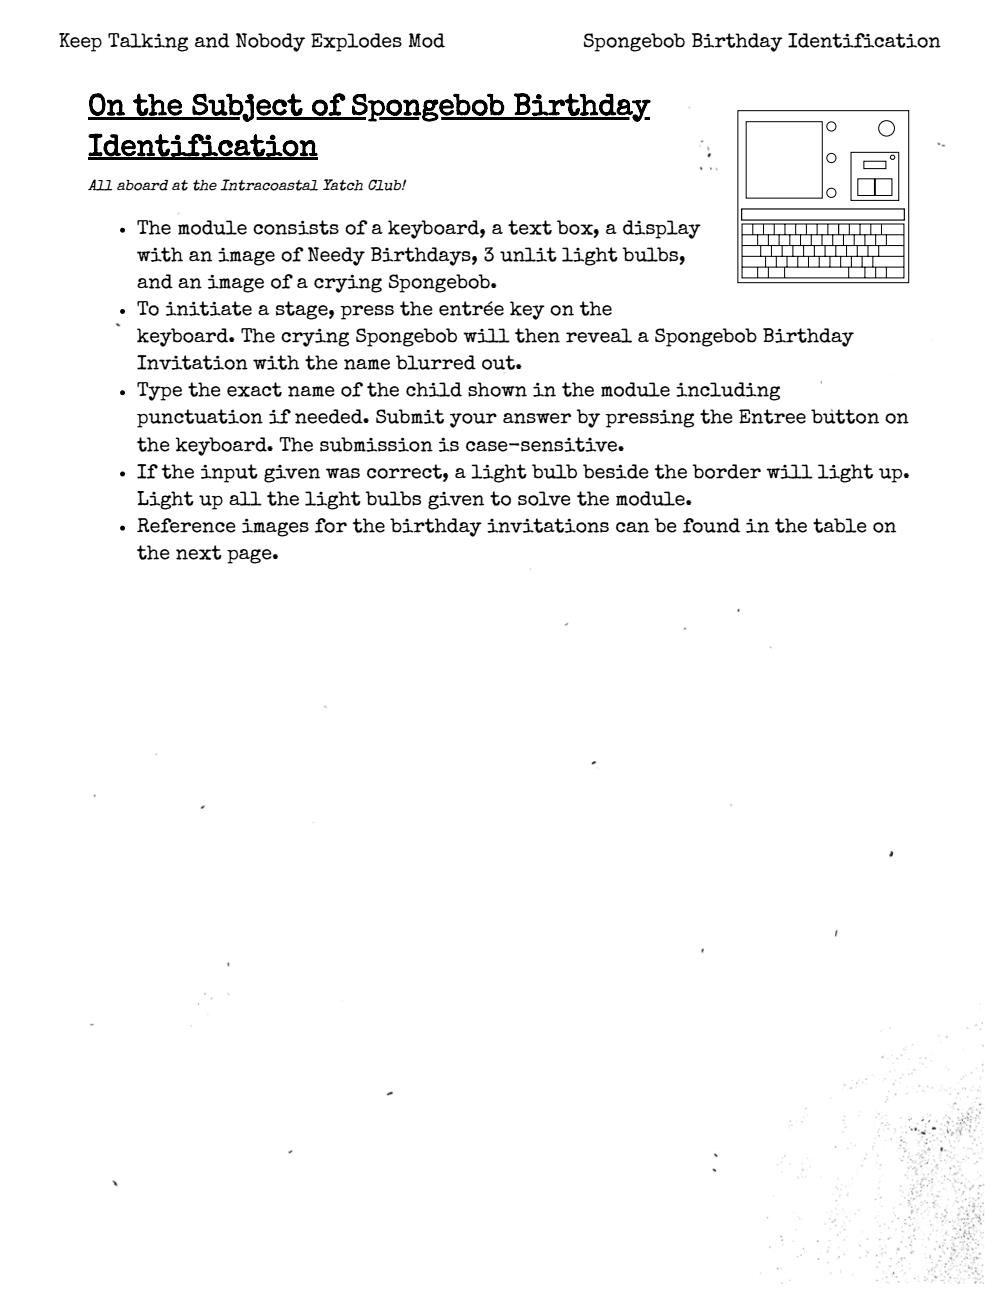 Keep Talking and Nobody Explodes Mod
Spongebob Birthday Identification
On the Subject of Spongebob Birthday
Identification
All aboard at the Intracoastal Yatch Club!
• The module consists of a keyboard, a text box, a display
with an image of Needy Birthdays, 3 unlit light bulbs,
and an image of a crying Spongebob.
• To initiate a stage, press the entrée key on the
keyboard. The crying Spongebob will then reveal a Spongebob Birthday
Invitation with the name blurred out.
• Type the exact name of the child shown in the module including
punctuation if needed. Submit your answer by pressing the Entree button on
the keyboard. The submission is case-sensitive.
• If the input given was correct, a light bulb beside the border will light up.
Light up all the light bulbs given to solve the module.
• Reference images for the birthday invitations can be found in the table on
the next page.